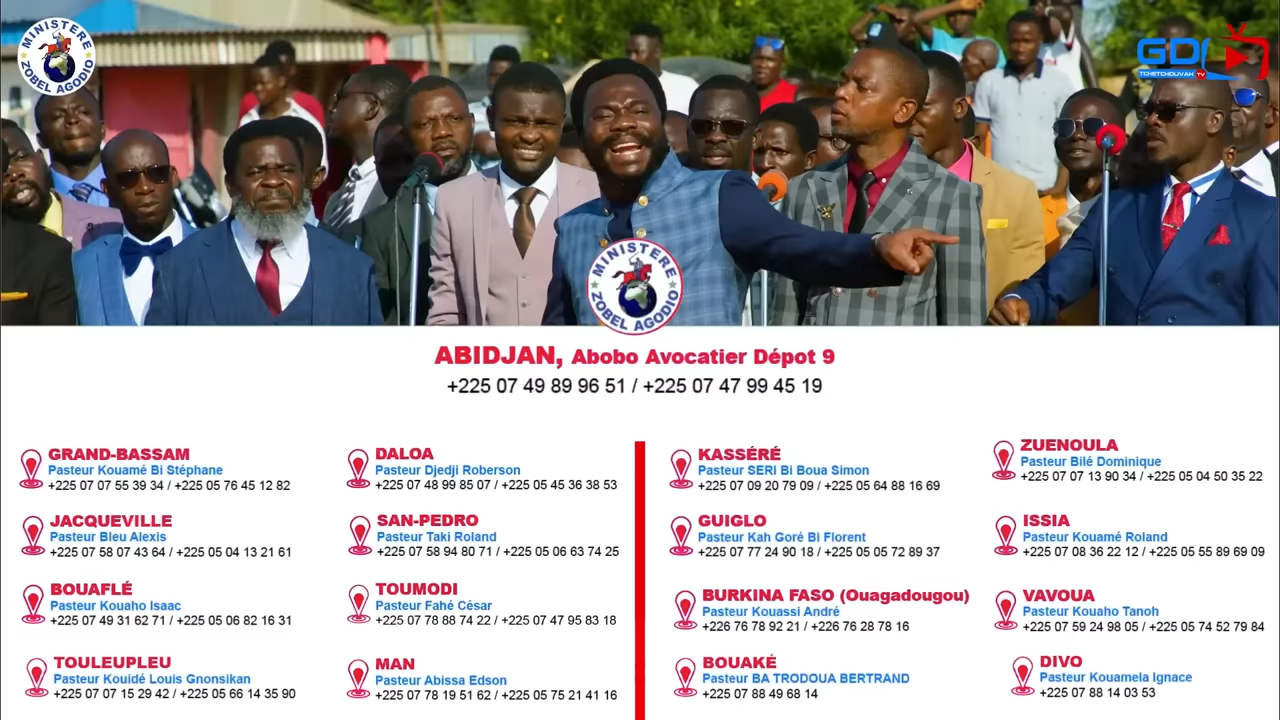 MINISTERE
ZOBEL AGODIO
GDL
TCHETCHOUVAH TV
MINISTERE
ZOBEL AGODIO
ABIDJAN, Abobo Avocatier Dépot 9
+225 07 49 89 96 51 / +225 07 47 99 45 19
GRAND-BASSAM
Pasteur Kouamé Bi Stéphane
+225 07 07 55 39 34 / +225 05 76 45 12 82
JACQUEVILLE
Pasteur Bleu Alexis
+225 07 58 07 43 64 / +225 05 04 13 21 61
BOUAFLÉ
Pasteur Kouaho Isaac
+225 07 49 31 62 71 / +225 05 06 82 16 31
TOULEUPLEU
Pasteur Kouidé Louis Gnonsikan
+225 07 07 15 29 42 / +225 05 66 14 35 90
DALOA
Pasteur Djedji Roberson
+225 07 48 99 85 07 / +225 05 45 36 38 53
SAN-PEDRO
Pasteur Taki Roland
+225 07 58 94 80 71 / +225 05 06 63 74 25
TOUMODI
Pasteur Fahé César
+225 07 78 88 74 22 / +225 07 47 95 83 18
MAN
Pasteur Abissa Edson
+225 07 78 19 51 62 / +225 05 75 21 41 16
KASSÉRÉ
Pasteur SERI Bi Boua Simon
+225 07 09 20 79 09 / +225 05 64 88 16 69
GUIGLO
Pasteur Kah Goré Bi Florent
+225 07 77 24 90 18 / +225 05 05 72 89 37
BURKINA FASO (Ouagadougou)
Pasteur Kouassi André
+226 76 78 92 21 / +226 76 28 78 16
BOUAKÉ
Pasteur BA TRODOUA BERTRAND
+225 07 88 49 68 14
ZUENOULA
Pasteur Bilé Dominique
+225 07 07 13 90 34 / +225 05 04 50 35 22
ISSIA
Pasteur Kouamé Roland
+225 07 08 36 22 12 / +225 05 55 89 69 09
VAVOUA
Pasteur Kouaho Tanoh
+225 07 59 24 98 05 / +225 05 74 52 79 84
DIVO
Pasteur Kouamela Ignace
+225 07 88 14 03 53